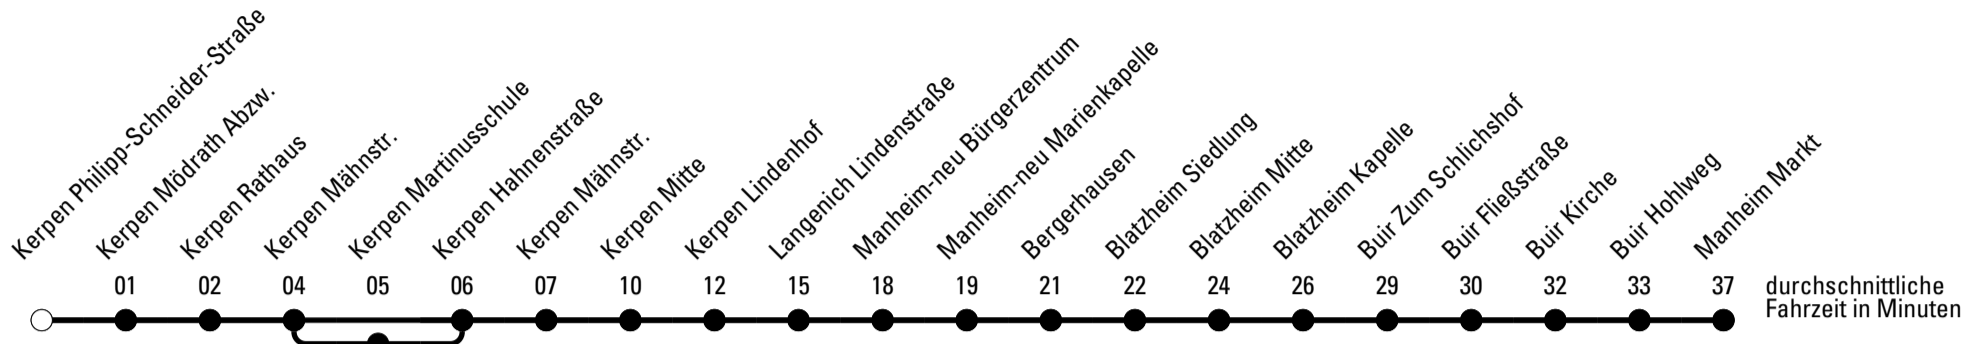 Kerpen Philipp-Schneider-Straße
Kerpen Mödrath Abzw.
Kerpen Rathaus
Kerpen Mähnstr.
Kerpen Martinusschule
Kerpen Hahnenstraße
Kerpen Mähnstr.
Kerpen Mitte
Kerpen Lindenhof
Langenich Lindenstraße
Manheim-neu Bürgerzentrum
Manheim-neu Marienkapelle
Bergerhausen
Blatzheim Siedlung
Blatzheim Mitte
Blatzheim Kapelle
Buir Zum Schlichshof
Buir Fließstraße
Buir Kirche
Buir Hohlweg
Manheim Markt
01 02 04 05 06 07 10 12 15 18 19 21 22 24 26 29 30 32 33 37
durchschnittliche
Fahrzeit in Minuten